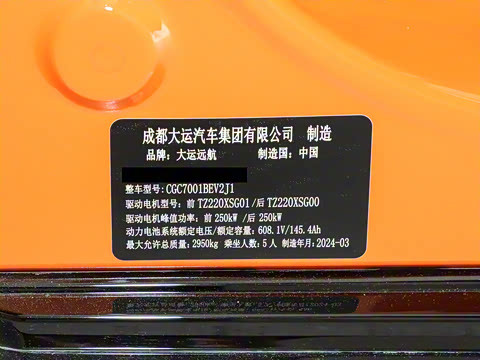 成都大运汽车集团有限公司 制造
品牌：大运远航 制造国：中国
整车型号:CGC7001BEV2J1
驱动电机型号: 前 TZ220XSG01 /后 TZ220XSG00
驱动电机峰值功率: 前 250kW /后 250kW
动力电池系统额定电压/额定容量: 608.1V/145.4Ah
最大允许总质量: 2950kg 乘坐人数: 5 人 制造年月: 2024-03